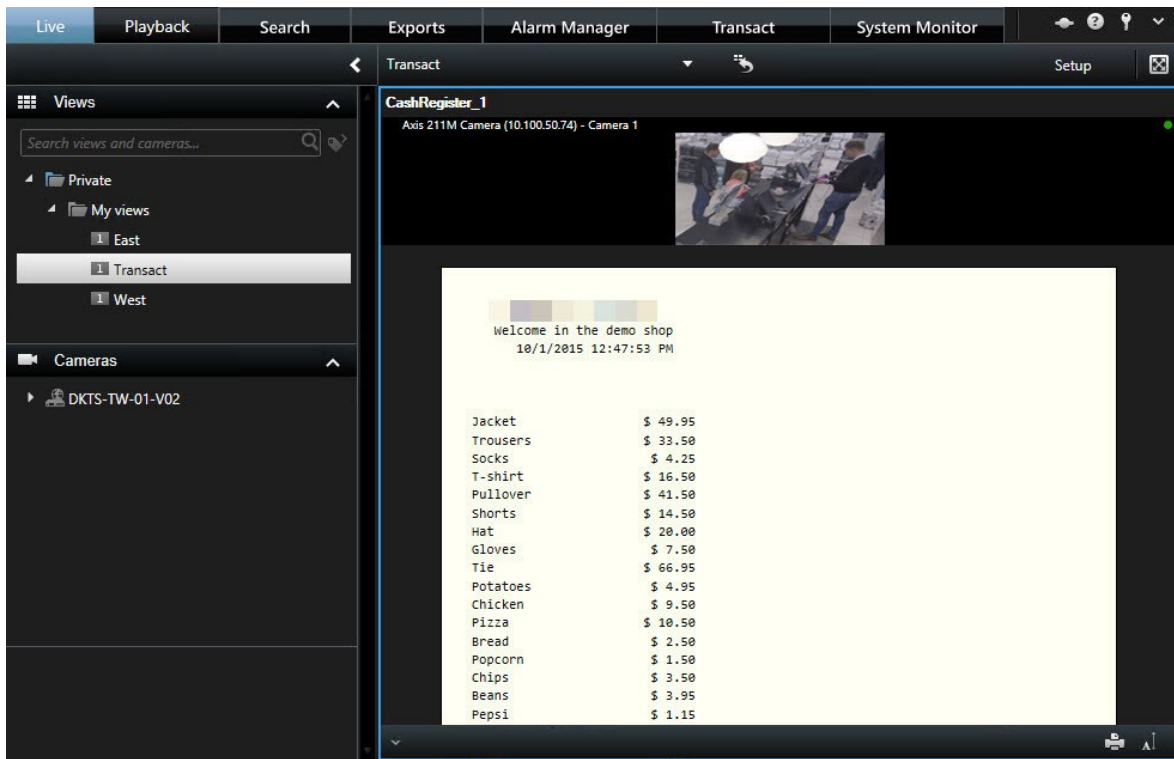 Live Playback Search Exports Alarm Manager Transact System Monitor
Transact Setup
Views
CashRegister_1
Axis 211M Camera (10.100.50.74) - Camera 1
Search views and cameras...
Private
My views
1 East
1 Transact
1 West
Cameras
DKTS-TW-01-V02
Welcome in the demo shop
10/1/2015 12:47:53 PM
Jacket $ 49.95
Trousers $ 33.50
Socks $ 4.25
T-shirt $ 16.50
Pullover $ 41.50
Shorts $ 14.50
Hat $ 20.00
Gloves $ 7.50
Tie $ 66.95
Potatoes $ 4.95
Chicken $ 9.50
Pizza $ 10.50
Bread $ 2.50
Popcorn $ 1.50
Chips $ 3.50
Beans $ 3.95
Pepsi $ 1.15